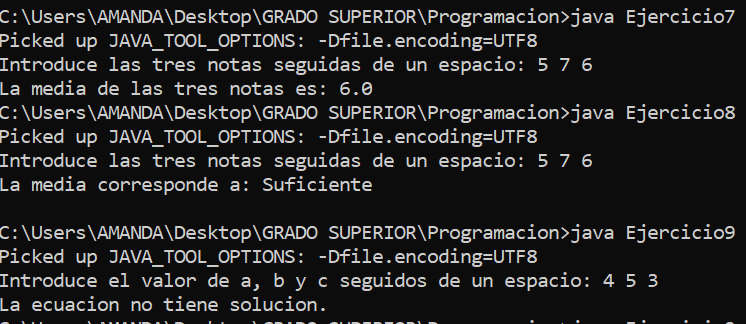 C:\Users\AMANDA\Desktop\GRADO SUPERIOR\Programacion>java Ejercicio7
Picked up JAVA_TOOL_OPTIONS: -Dfile.encoding=UTF8
Introduce las tres notas seguidas de un espacio: 5 7 6
La media de las tres notas es: 6.0
C:\Users\AMANDA\Desktop\GRADO SUPERIOR\Programacion>java Ejercicio8
Picked up JAVA_TOOL_OPTIONS: -Dfile.encoding=UTF8
Introduce las tres notas seguidas de un espacio: 5 7 6
La media corresponde a: Suficiente
C:\Users\AMANDA\Desktop\GRADO SUPERIOR\Programacion>java Ejercicio9
Picked up JAVA_TOOL_OPTIONS: -Dfile.encoding=UTF8
Introduce el valor de a, b y c seguidos de un espacio: 4 5 3
La ecuacion no tiene solucion.